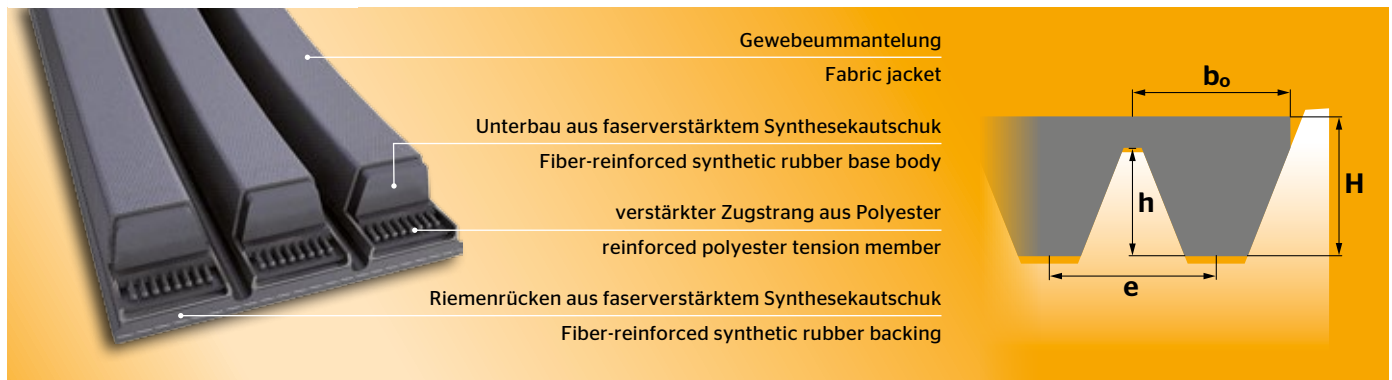 Gewebeummantelung
Fabric jacket
Unterbau aus faserverstärktem Synthesekautschuk
Fiber-reinforced synthetic rubber base body
verstärkter Zugstrang aus Polyester
reinforced polyester tension member
Riemenrücken aus faserverstärktem Synthesekautschuk
Fiber-reinforced synthetic rubber backing
bo
H
h
e